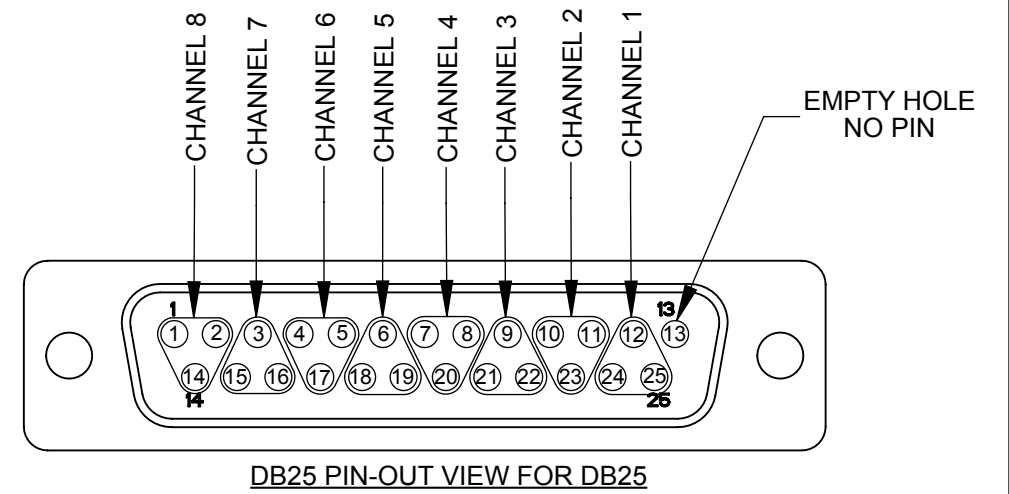 CHANNEL 8
CHANNEL 7
CHANNEL 6
CHANNEL 5
CHANNEL 4
CHANNEL 3
CHANNEL 2
CHANNEL 1
EMPTY HOLE
NO PIN
1 13
1 2 3 4 5 6 7 8 9 10 11 12 13
14 15 16 17 18 19 20 21 22 23 24 25
14 25
DB25 PIN-OUT VIEW FOR DB25